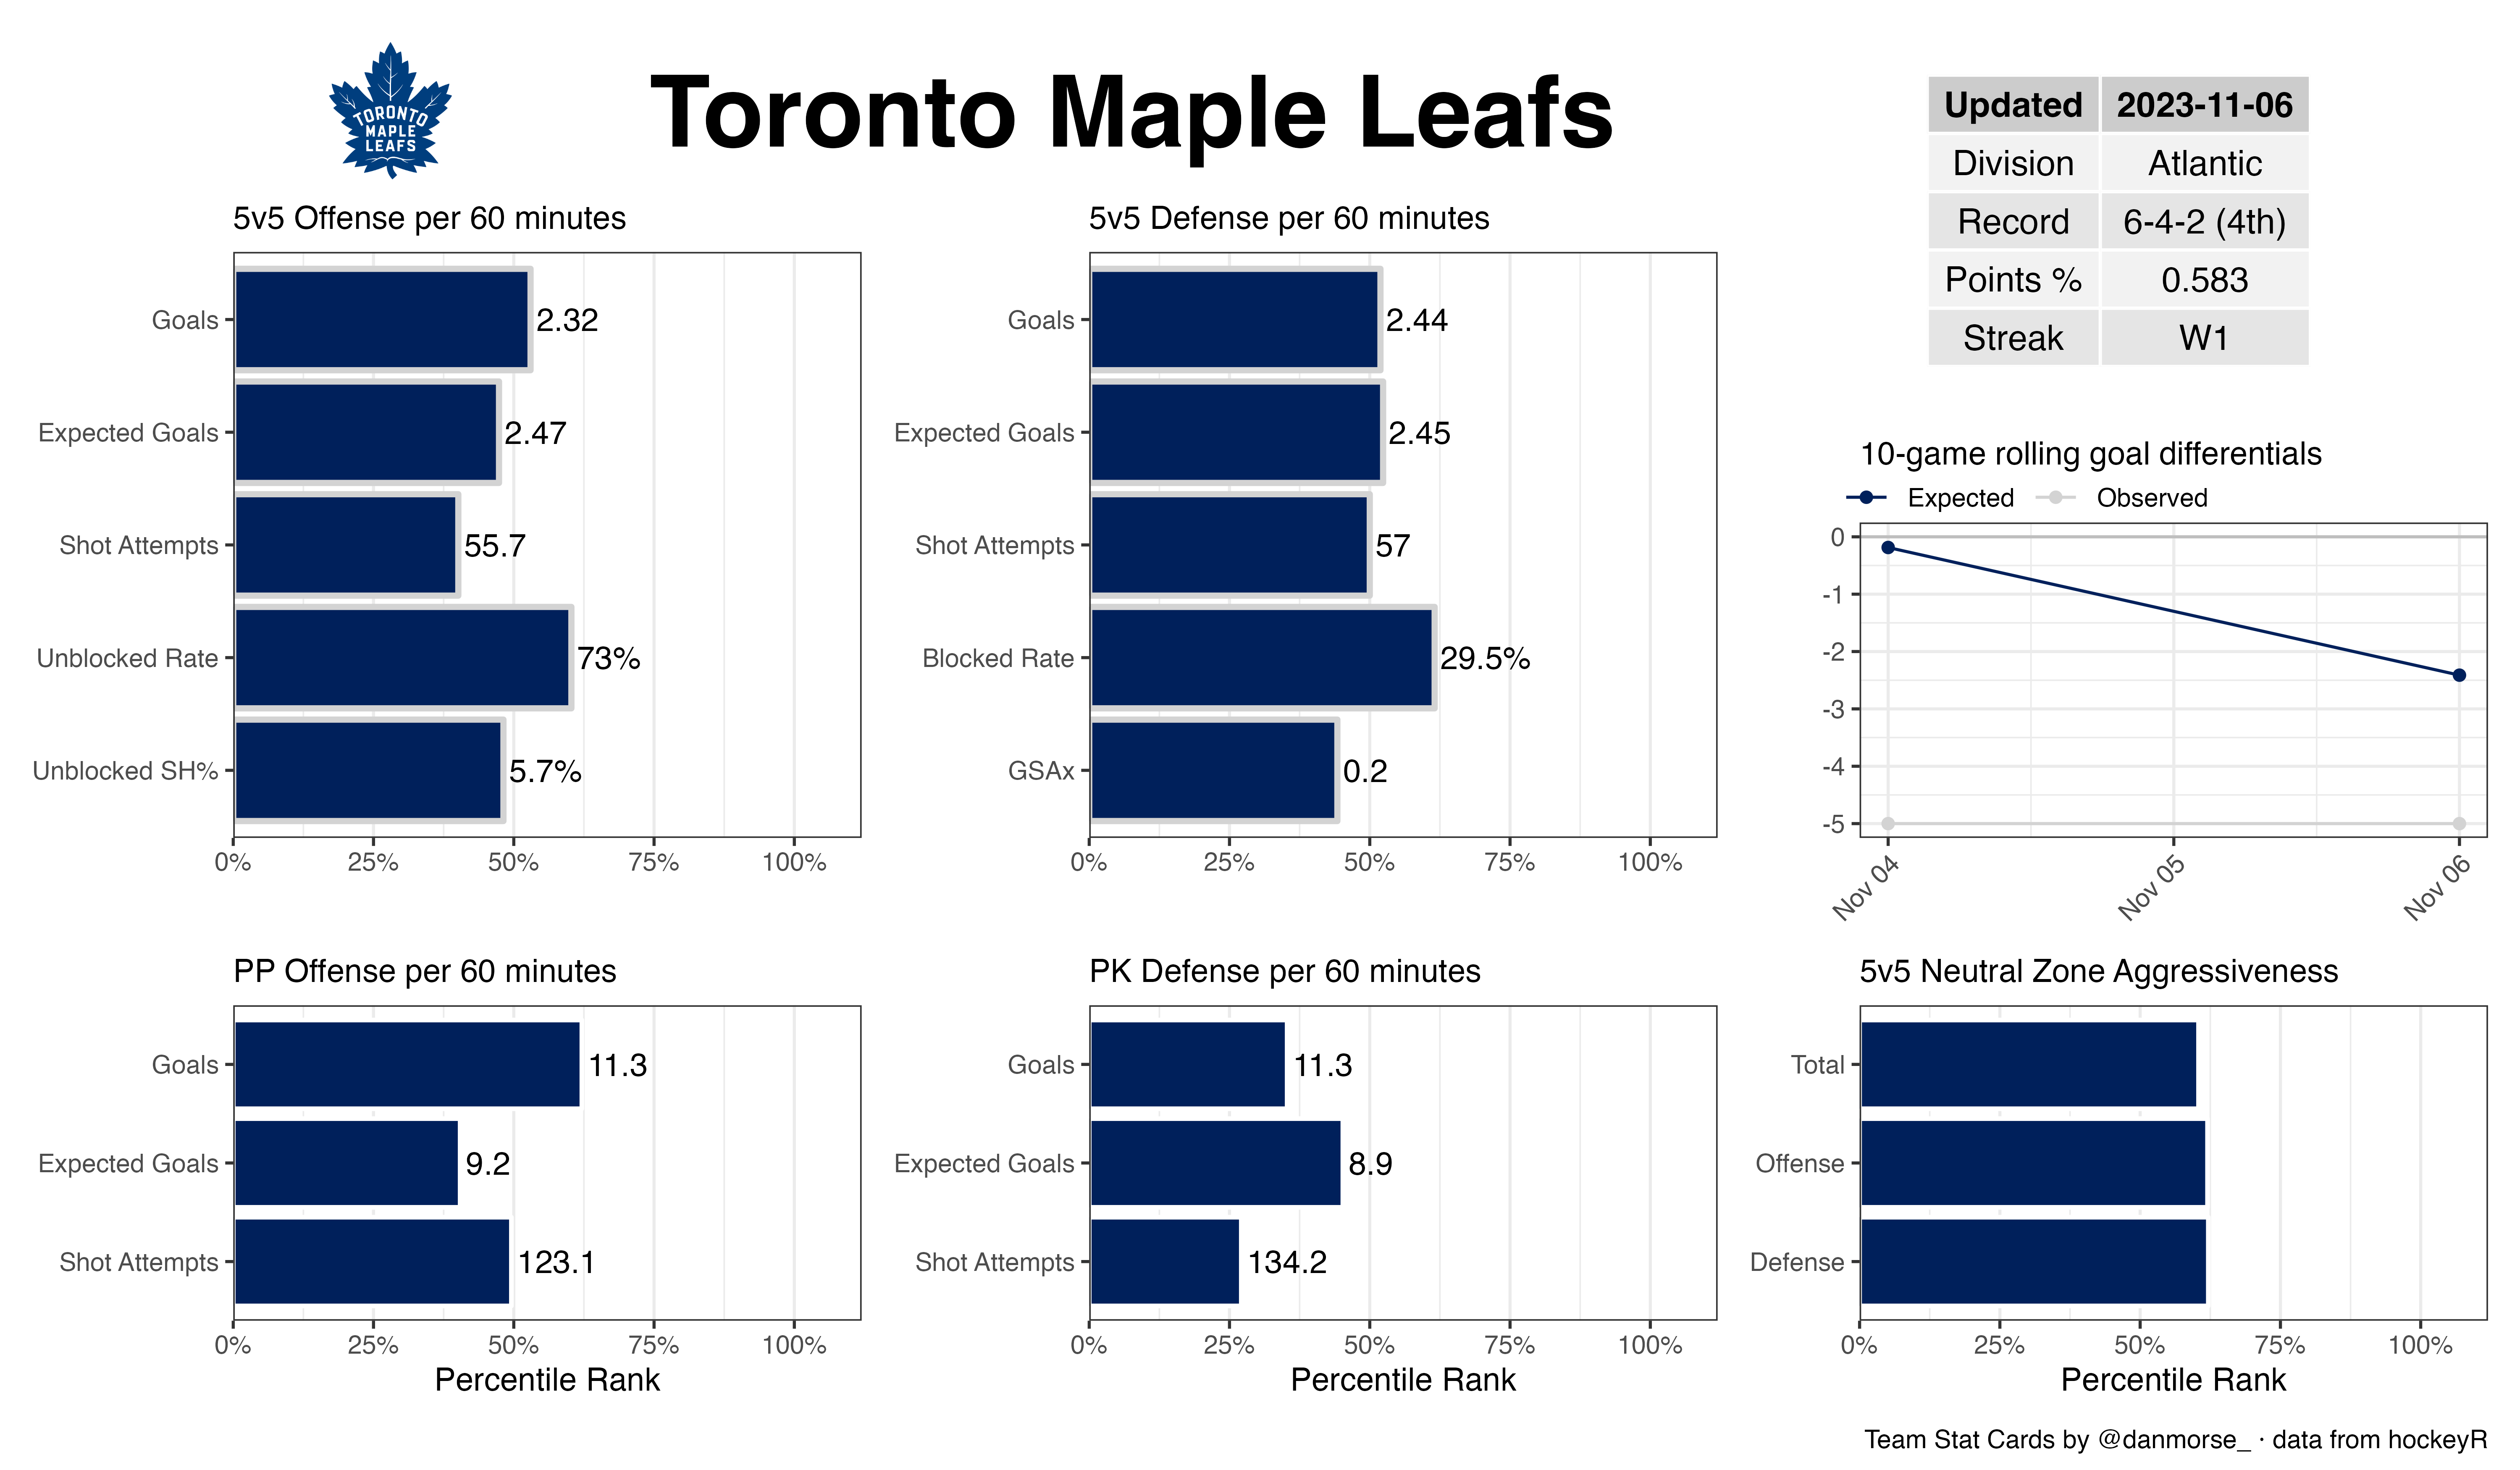 TORONTO
MAPLE
LEAFS
Toronto Maple Leafs
Updated 2023-11-06
Division Atlantic
Record 6-4-2 (4th)
Points % 0.583
Streak W1
5v5 Offense per 60 minutes
Goals 2.32
Expected Goals 2.47
Shot Attempts 55.7
Unblocked Rate 73%
Unblocked SH% 5.7%
0% 25% 50% 75% 100%
5v5 Defense per 60 minutes
Goals 2.44
Expected Goals 2.45
Shot Attempts 57
Blocked Rate 29.5%
GSAx 0.2
0% 25% 50% 75% 100%
10-game rolling goal differentials
Expected Observed
0
-1
-2
-3
-4
-5
Nov 04 Nov 05 Nov 06
PP Offense per 60 minutes
Goals 11.3
Expected Goals 9.2
Shot Attempts 123.1
0% 25% 50% 75% 100%
Percentile Rank
PK Defense per 60 minutes
Goals 11.3
Expected Goals 8.9
Shot Attempts 134.2
0% 25% 50% 75% 100%
Percentile Rank
5v5 Neutral Zone Aggressiveness
Total
Offense
Defense
0% 25% 50% 75% 100%
Percentile Rank
Team Stat Cards by @danmorse_ · data from hockeyR